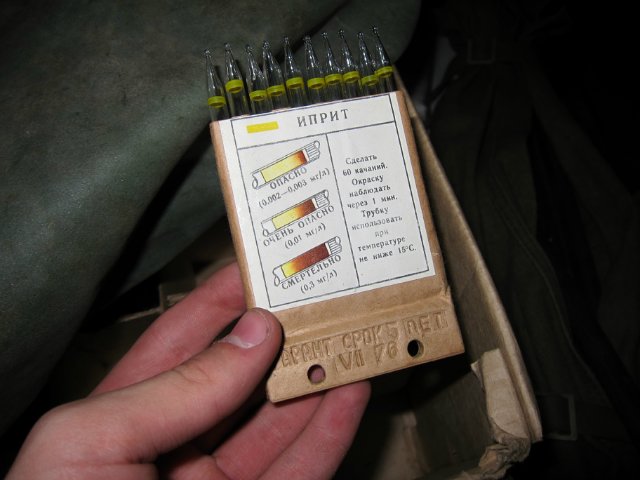 ИПРИТ
ОПАСНО
(0.002—0,003 мг/л)
ОЧЕНЬ ОПАСНО
(0,01 мг/л)
СМЕРТЕЛЬНО
(0,3 мг/л)
Сделать
60 качаний.
Окраску
наблюдать
через 1 мин.
Трубку
использовать
при
температуре
не ниже 15°С.
ГАРАНТ СРОК 5 ЛЕТ
VII 76